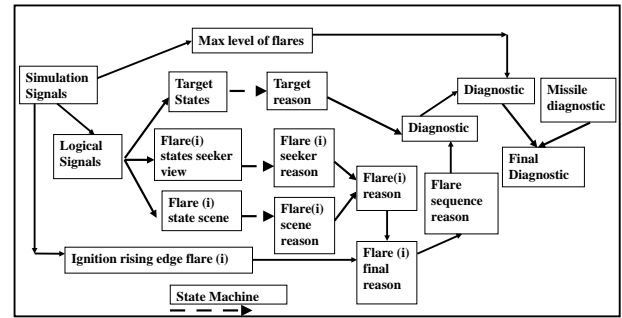 Max level of flares
Simulation
Signals
Target
States
Target
reason
Diagnostic
Missile
diagnostic
Diagnostic
Logical
Signals
Flare(i)
states seeker
view
Flare (i)
seeker
reason
Final
Diagnostic
Flare(i)
reason
Flare
sequence
reason
Flare (i)
state scene
Flare(i)
scene
reason
Ignition rising edge flare (i)
Flare (i)
final
reason
State Machine